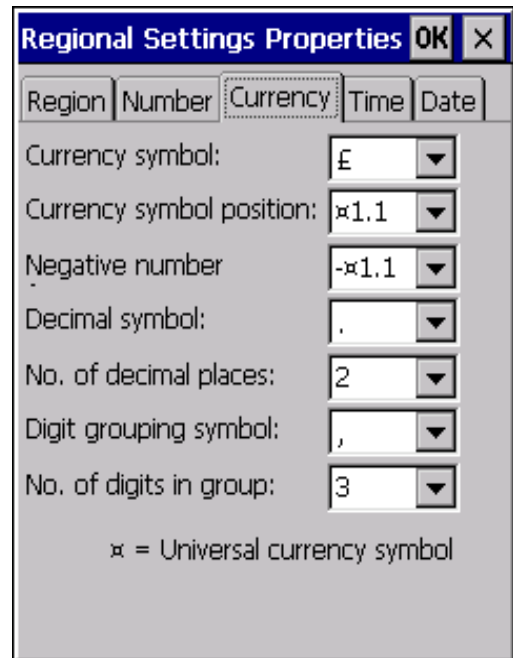 Regional Settings Properties OK ×
Region Number Currency Time Date
Currency symbol: £
Currency symbol position: ¤1.1
Negative number -¤1.1
Decimal symbol: .
No. of decimal places: 2
Digit grouping symbol: ,
No. of digits in group: 3
¤ = Universal currency symbol